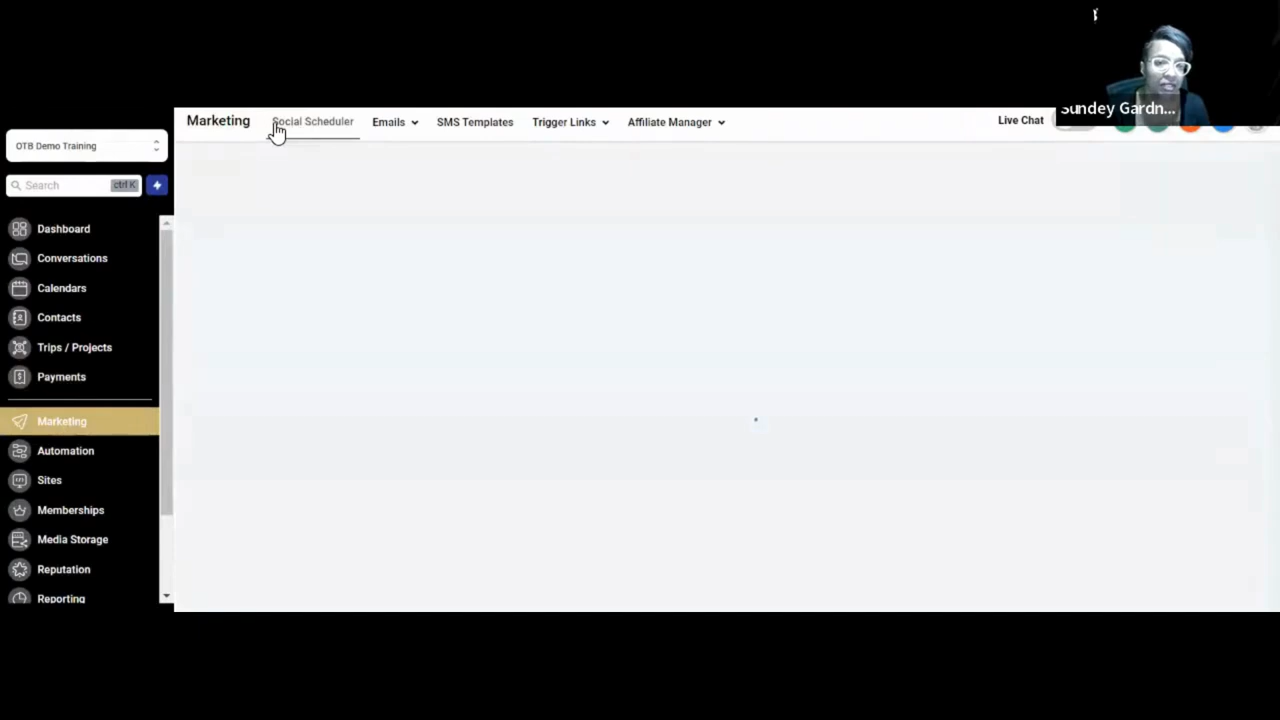 Sundey Gardn...
Marketing
Social Scheduler
Emails
SMS Templates
Trigger Links
Affiliate Manager
Live Chat
OTB Demo Training
Search
ctrl K
Dashboard
Conversations
Calendars
Contacts
Trips / Projects
Payments
Marketing
Automation
Sites
Memberships
Media Storage
Reputation
Reporting